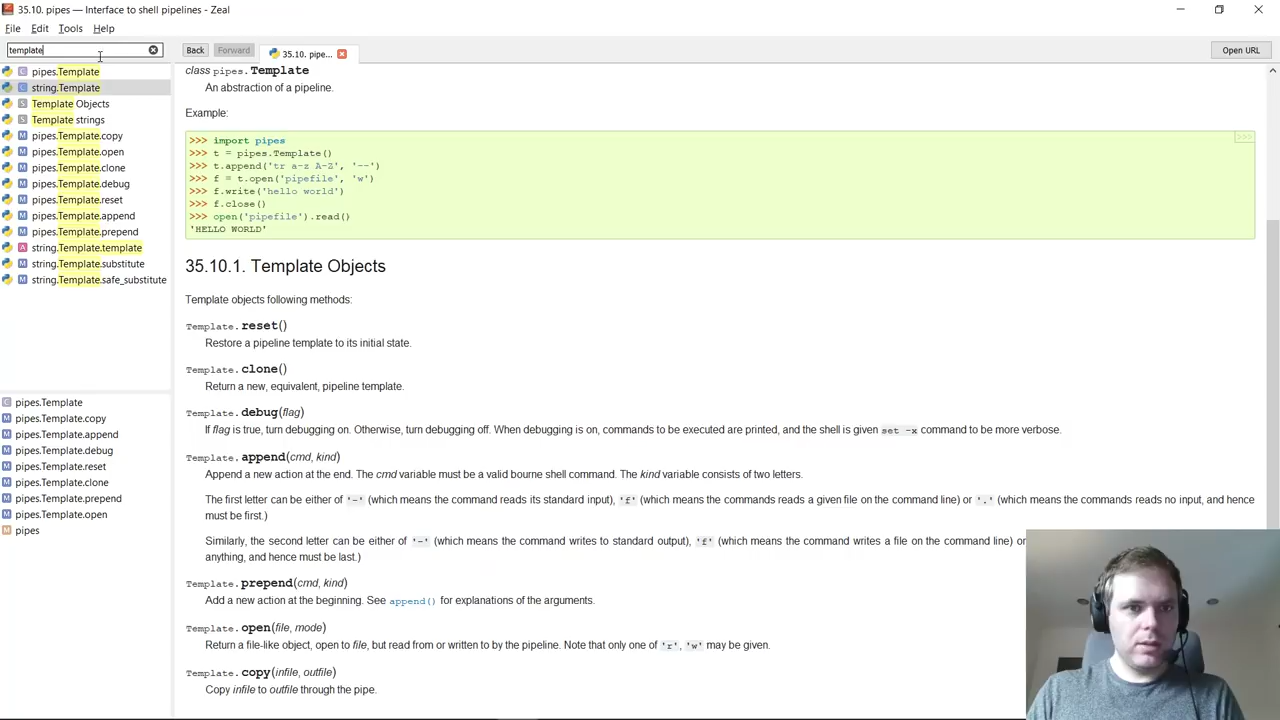 35.10. pipes — Interface to shell pipelines - Zeal
File Edit Tools Help
template
Back Forward 35.10. pipe... Open URL
pipes.Template
string.Template
Template Objects
Template strings
pipes.Template.copy
pipes.Template.open
pipes.Template.clone
pipes.Template.debug
pipes.Template.reset
pipes.Template.append
pipes.Template.prepend
string.Template.template
string.Template.substitute
string.Template.safe_substitute
pipes.Template
pipes.Template.copy
pipes.Template.append
pipes.Template.debug
pipes.Template.reset
pipes.Template.clone
pipes.Template.prepend
pipes.Template.open
pipes
class pipes.Template
An abstraction of a pipeline.
Example:
>>>
>>> import pipes
>>> t = pipes.Template()
>>> t.append('tr a-z A-Z', '--')
>>> f = t.open('pipefile', 'w')
>>> f.write('hello world')
>>> f.close()
>>> open('pipefile').read()
'HELLO WORLD'
35.10.1. Template Objects
Template objects following methods:
Template.reset()
Restore a pipeline template to its initial state.
Template.clone()
Return a new, equivalent, pipeline template.
Template.debug(flag)
If flag is true, turn debugging on. Otherwise, turn debugging off. When debugging is on, commands to be executed are printed, and the shell is given set -x command to be more verbose.
Template.append(cmd, kind)
Append a new action at the end. The cmd variable must be a valid bourne shell command. The kind variable consists of two letters.
The first letter can be either of '-' (which means the command reads its standard input), 'f' (which means the commands reads a given file on the command line) or '.' (which means the commands reads no input, and hence
must be first.)
Similarly, the second letter can be either of '-' (which means the command writes to standard output), 'f' (which means the command writes a file on the command line) or
anything, and hence must be last.)
Template.prepend(cmd, kind)
Add a new action at the beginning. See append() for explanations of the arguments.
Template.open(file, mode)
Return a file-like object, open to file, but read from or written to by the pipeline. Note that only one of 'r', 'w' may be given.
Template.copy(infile, outfile)
Copy infile to outfile through the pipe.